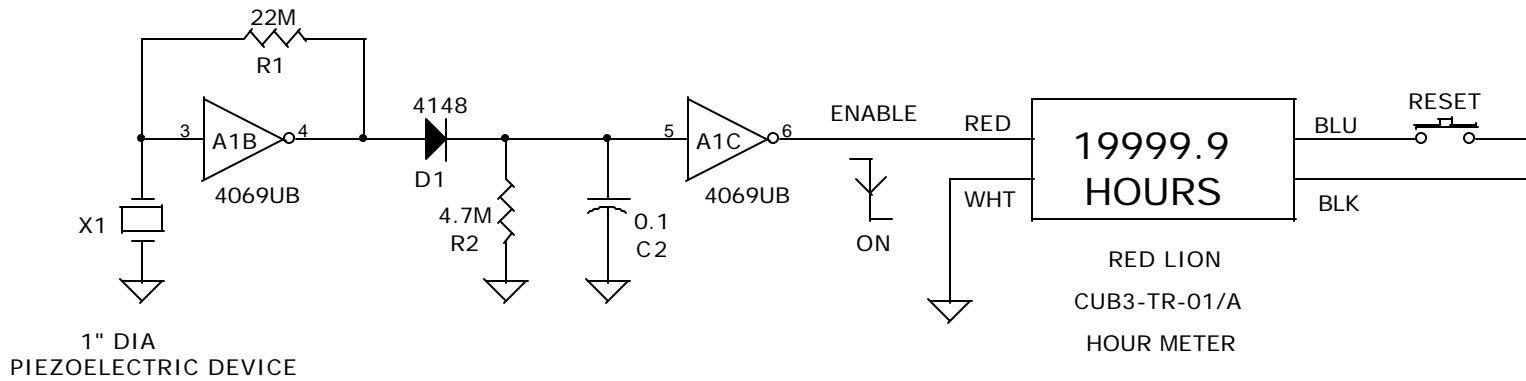 22M
R1
3
A1B
4
4069UB
X1
1" DIA
PIEZOELECTRIC DEVICE
4148
D1
4.7M
R2
0.1
C2
5
A1C
6
4069UB
ENABLE
ON
RED
WHT
19999.9
HOURS
RED LION
CUB3-TR-01/A
HOUR METER
BLU
BLK
RESET